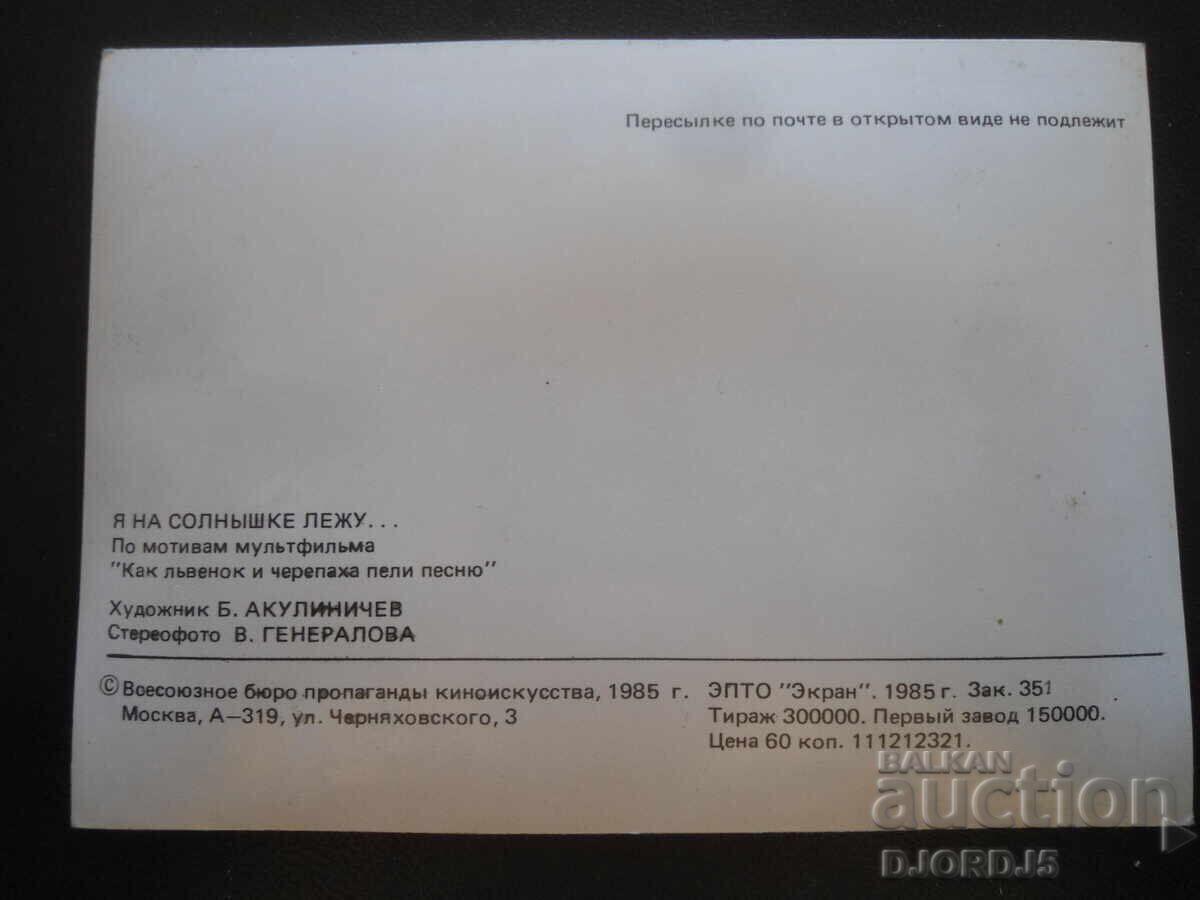 Пересылке по почте в открытом виде не подлежит
Я НА СОЛНЫШКЕ ЛЕЖУ...
По мотивам мультфильма
"Как львенок и черепаха пели песню"
Художник Б. АКУЛИНИЧЕВ
Стереофото В. ГЕНЕРАЛОВА
© Всесоюзное бюро пропаганды киноискусства, 1985 г.
Москва, А—319, ул. Черняховского, 3
ЭПТО "Экран". 1985 г. Зак. 351
Тираж 300000. Первый завод 150000.
Цена 60 коп. 111212321.
BALKAN
auction
DJORDJ5